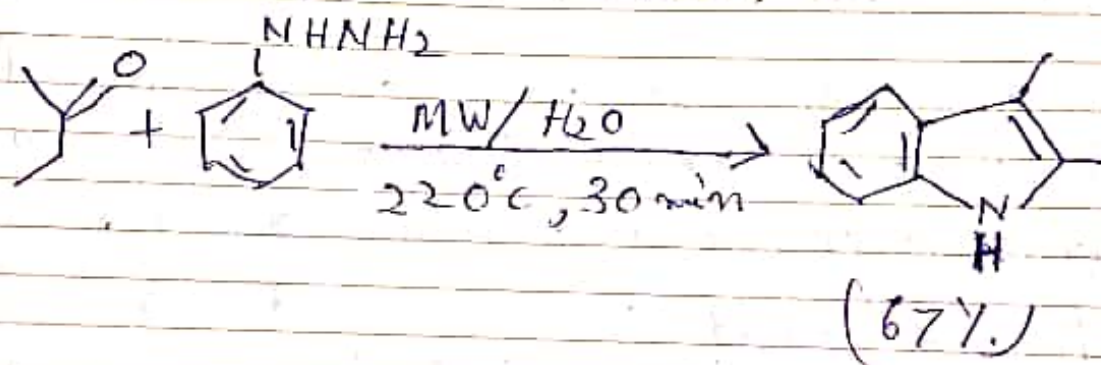 NHNH2
O
+
MW/H2O
220°c, 30 min
N
H
(67%)